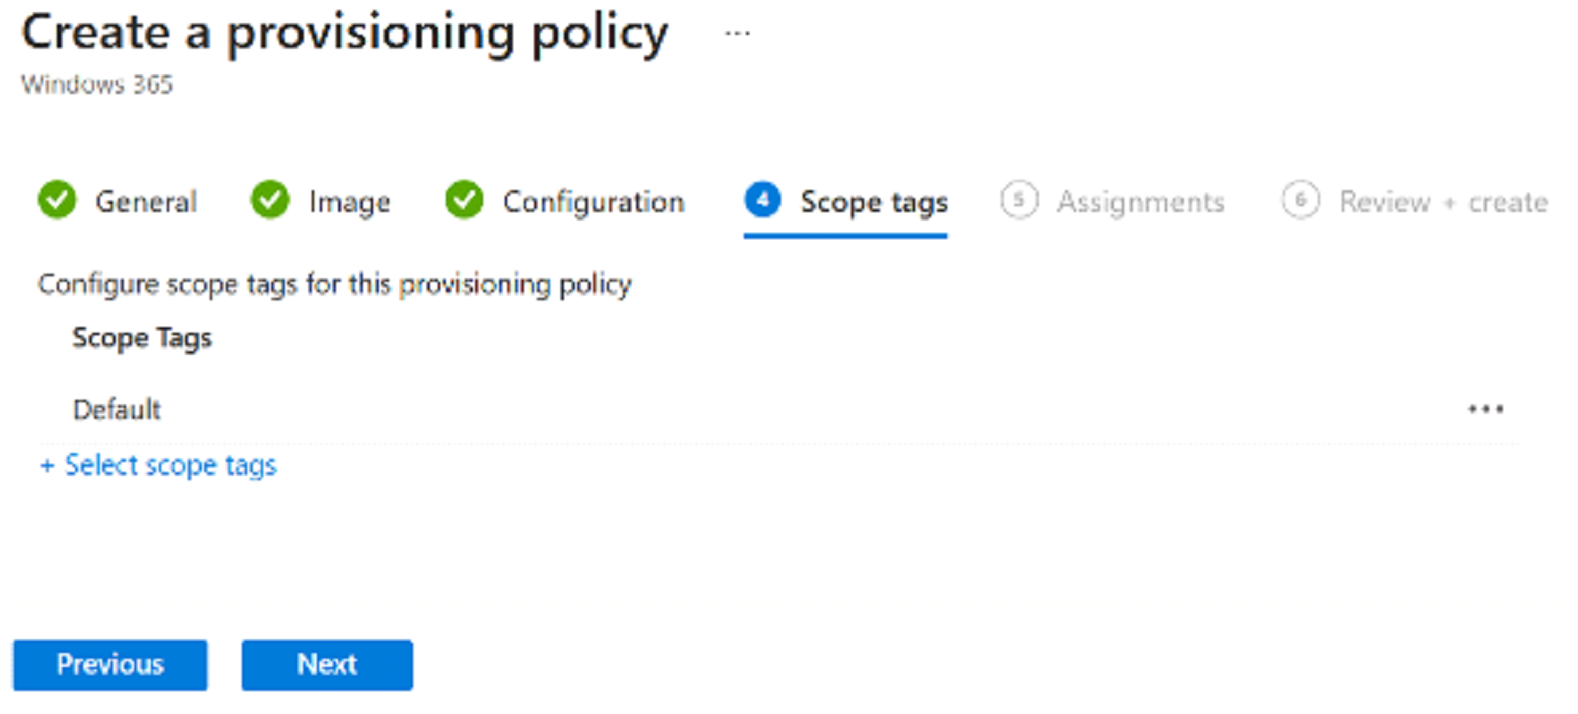 Create a provisioning policy ...
Windows 365
General Image Configuration 4 Scope tags 5 Assignments 6 Review + create
Configure scope tags for this provisioning policy
Scope Tags
Default ...
+ Select scope tags
Previous Next